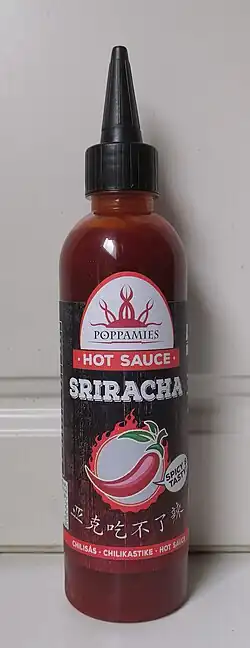 POPPAMIES
· HOT SAUCE ·
SRIRACHA
SPICY &
TASTY
亚克吃不了辣
CHILISÅS · CHILIKASTIKE · HOT SAUCE